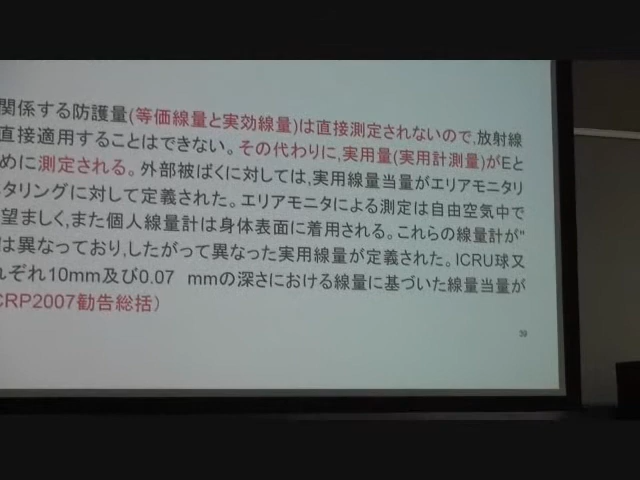 関係する防護量(等価線量と実効線量)は直接測定されないので,放射線
直接適用することはできない。その代わりに,実用量(実用計測量)がEと
めに測定される。外部被ばくに対しては,実用線量当量がエリアモニタリ
タリングに対して定義された。エリアモニタによる測定は自由空気中で
望ましく,また個人線量計は身体表面に着用される。これらの線量計が"
は異なっており,したがって異なった実用線量が定義された。ICRU球又
れぞれ10mm及び0.07 mmの深さにおける線量に基づいた線量当量が
CRP2007勧告総括）
39